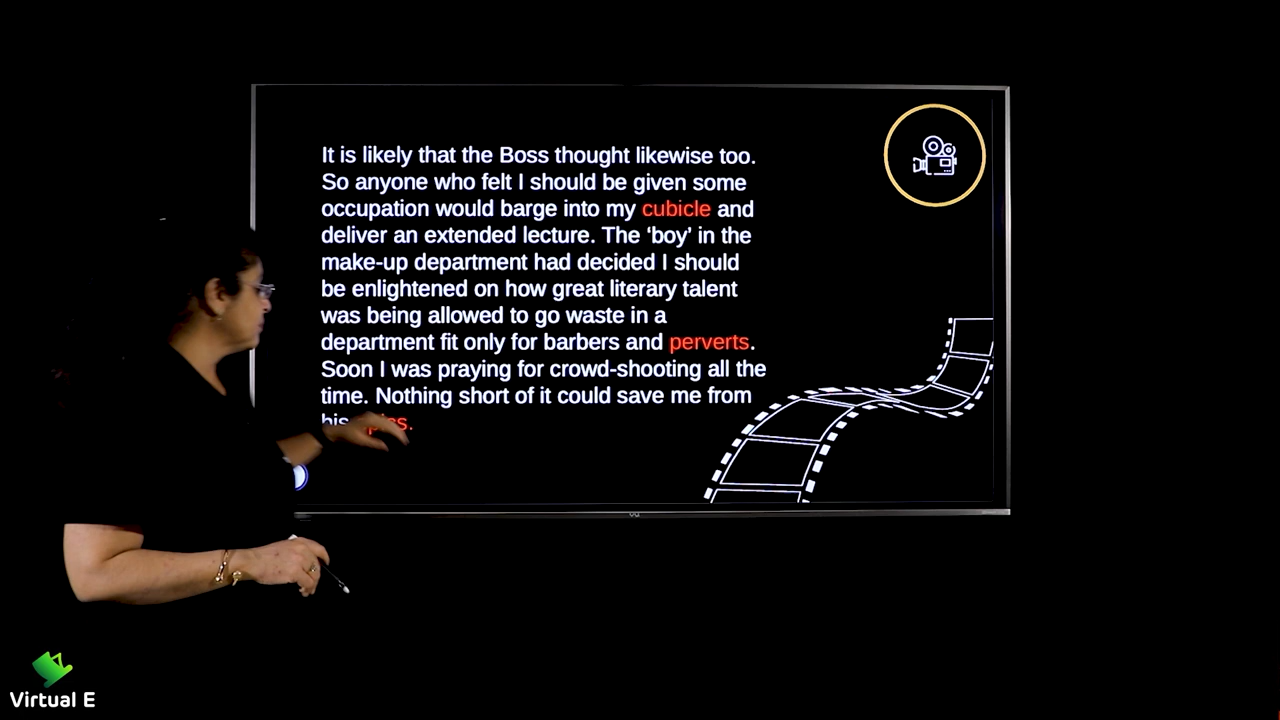 It is likely that the Boss thought likewise too.
So anyone who felt I should be given some
occupation would barge into my cubicle and
deliver an extended lecture. The ‘boy’ in the
make-up department had decided I should
be enlightened on how great literary talent
was being allowed to go waste in a
department fit only for barbers and perverts.
Soon I was praying for crowd-shooting all the
time. Nothing short of it could save me from
his
Virtual E